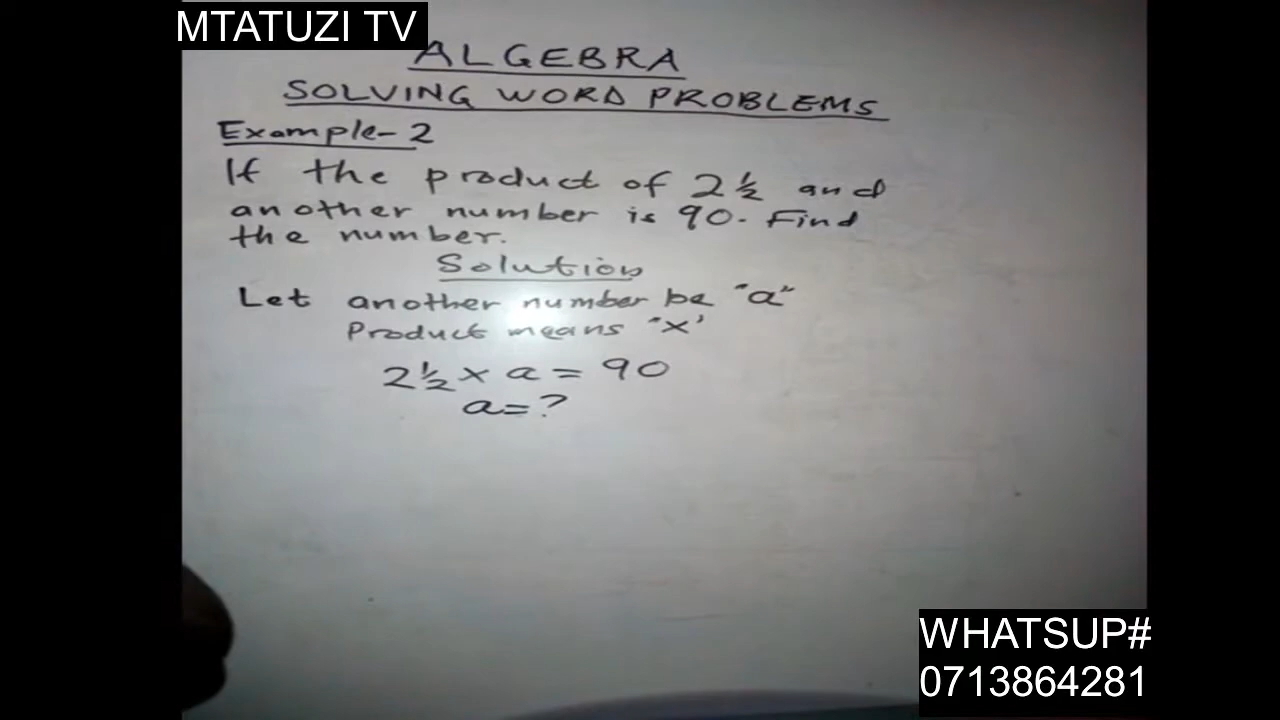 MTATUZI TV
ALGEBRA
SOLVING WORD PROBLEMS
Example-2
If the product of 2½ and
another number is 90. Find
the number.
Solution
Let another number be "a"
Product means "x"
2½ x a = 90
a=?
WHATSUP#
0713864281